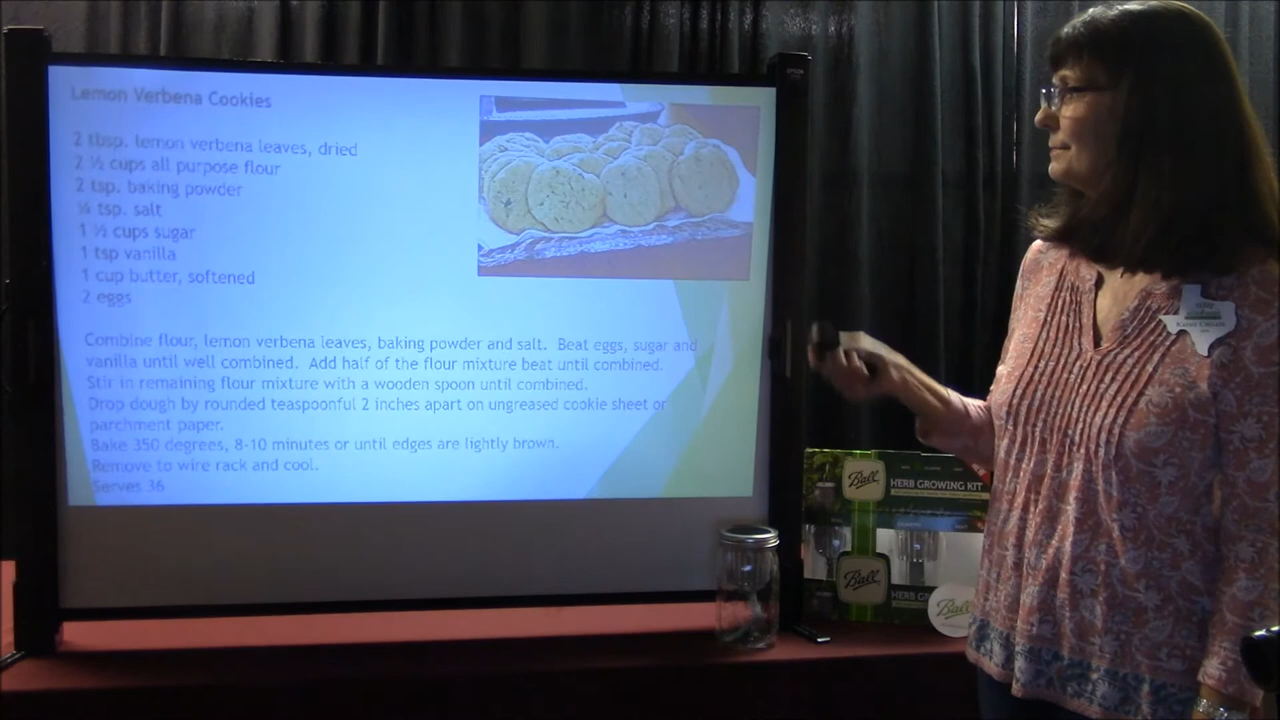 Lemon Verbena Cookies
2 tbsp. lemon verbena leaves, dried
2 ½ cups all purpose flour
2 tsp. baking powder
¼ tsp. salt
1 ½ cups sugar
1 tsp vanilla
1 cup butter, softened
2 eggs
Combine flour, lemon verbena leaves, baking powder and salt. Beat eggs, sugar and
vanilla until well combined. Add half of the flour mixture beat until combined.
Stir in remaining flour mixture with a wooden spoon until combined.
Drop dough by rounded teaspoonful 2 inches apart on ungreased cookie sheet or
parchment paper.
Bake 350 degrees, 8-10 minutes or until edges are lightly brown.
Remove to wire rack and cool.
Serves 36
EPSON
Ball
HERB GROWING KIT
Ball
HERB
Ball